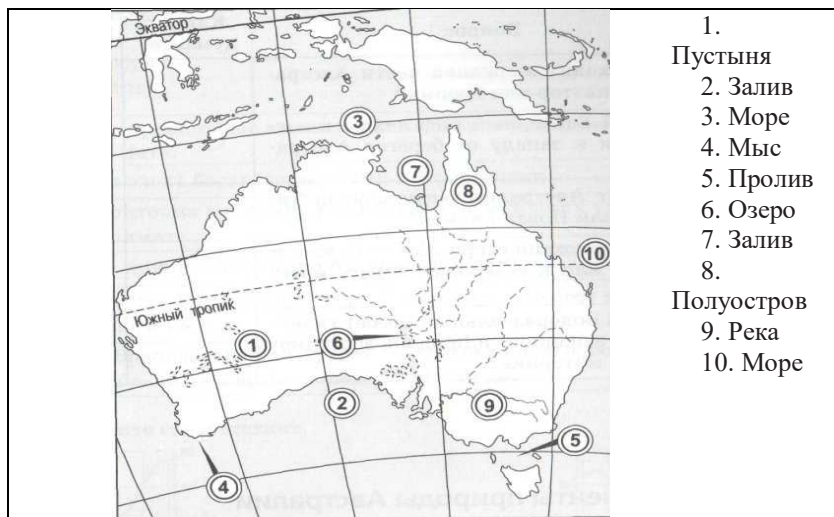 Экватор
3
7
8
10
Южный тропик
1
6
2
9
5
4
1.
Пустыня
2. Залив
3. Море
4. Мыс
5. Пролив
6. Озеро
7. Залив
8.
Полуостров
9. Река
10. Море